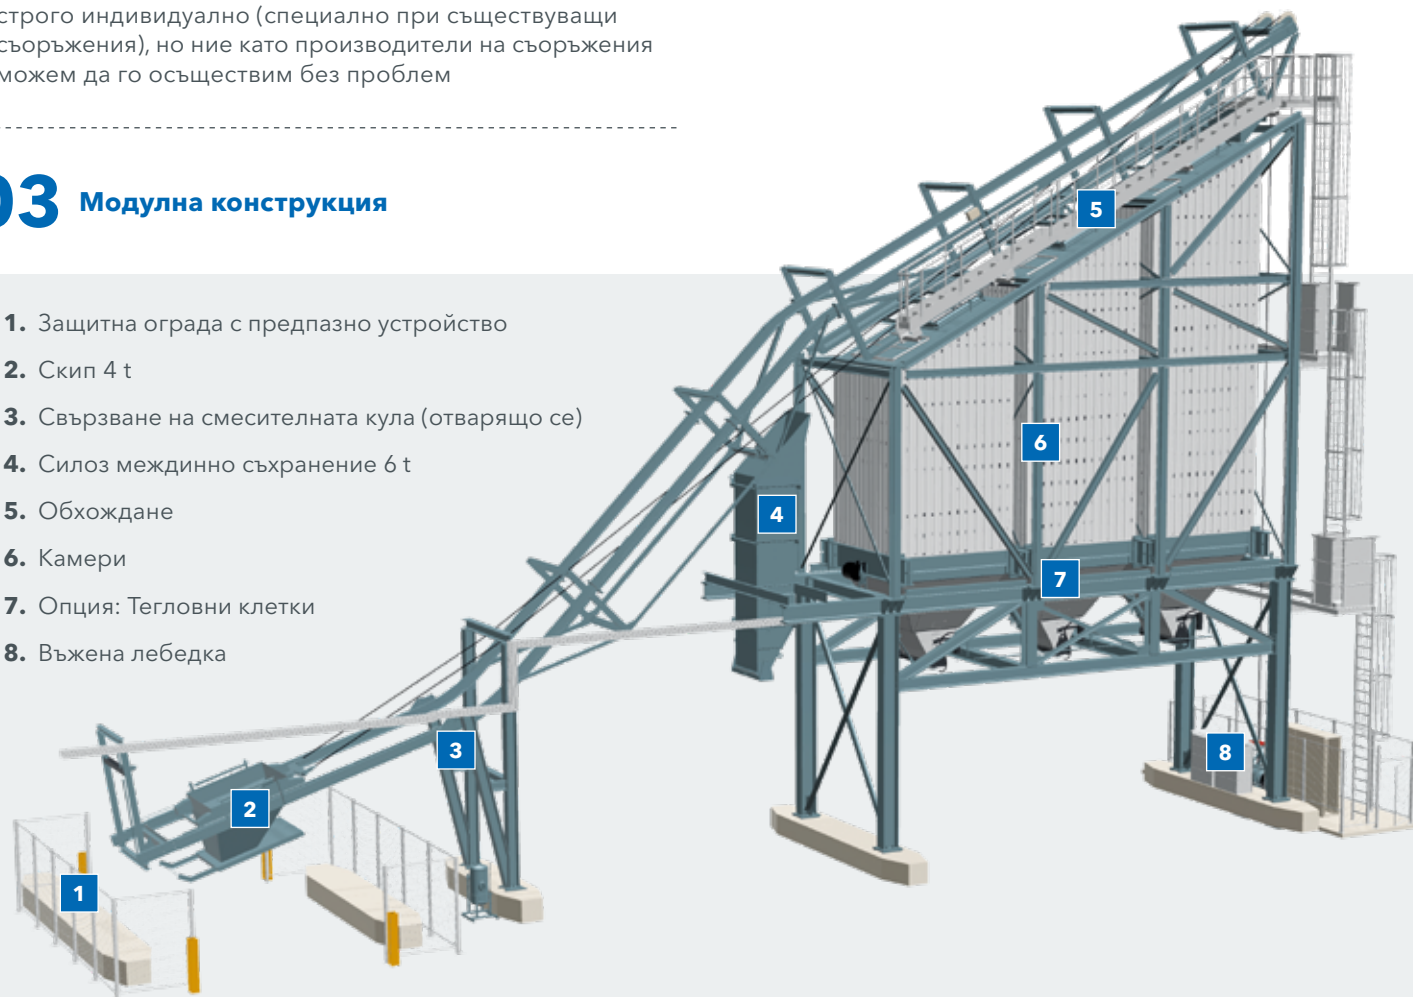 строго индивидуално (специално при съществуващи
съоръжения), но ние като производители на съоръжения
можем да го осъществим без проблем
03 Модулна конструкция
1. Защитна ограда с предпазно устройство
2. Скип 4 t
3. Свързване на смесителната кула (отварящо се)
4. Силоз междинно съхранение 6 t
5. Обхождане
6. Камери
7. Опция: Тегловни клетки
8. Въжена лебедка
5
6
4
7
3
8
2
1